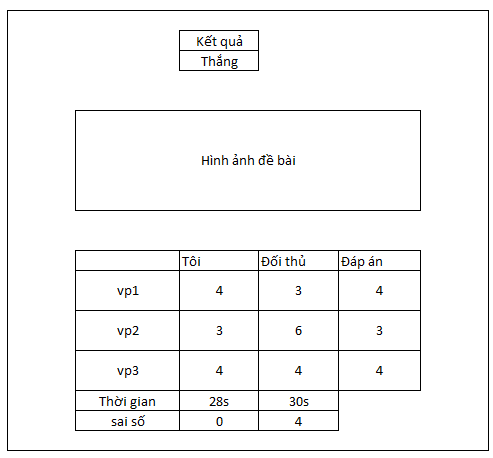 Kết quả
Thắng
Hình ảnh đề bài
Tôi Đối thủ Đáp án
vp1 4 3 4
vp2 3 6 3
vp3 4 4 4
Thời gian 28s 30s
sai số 0 4